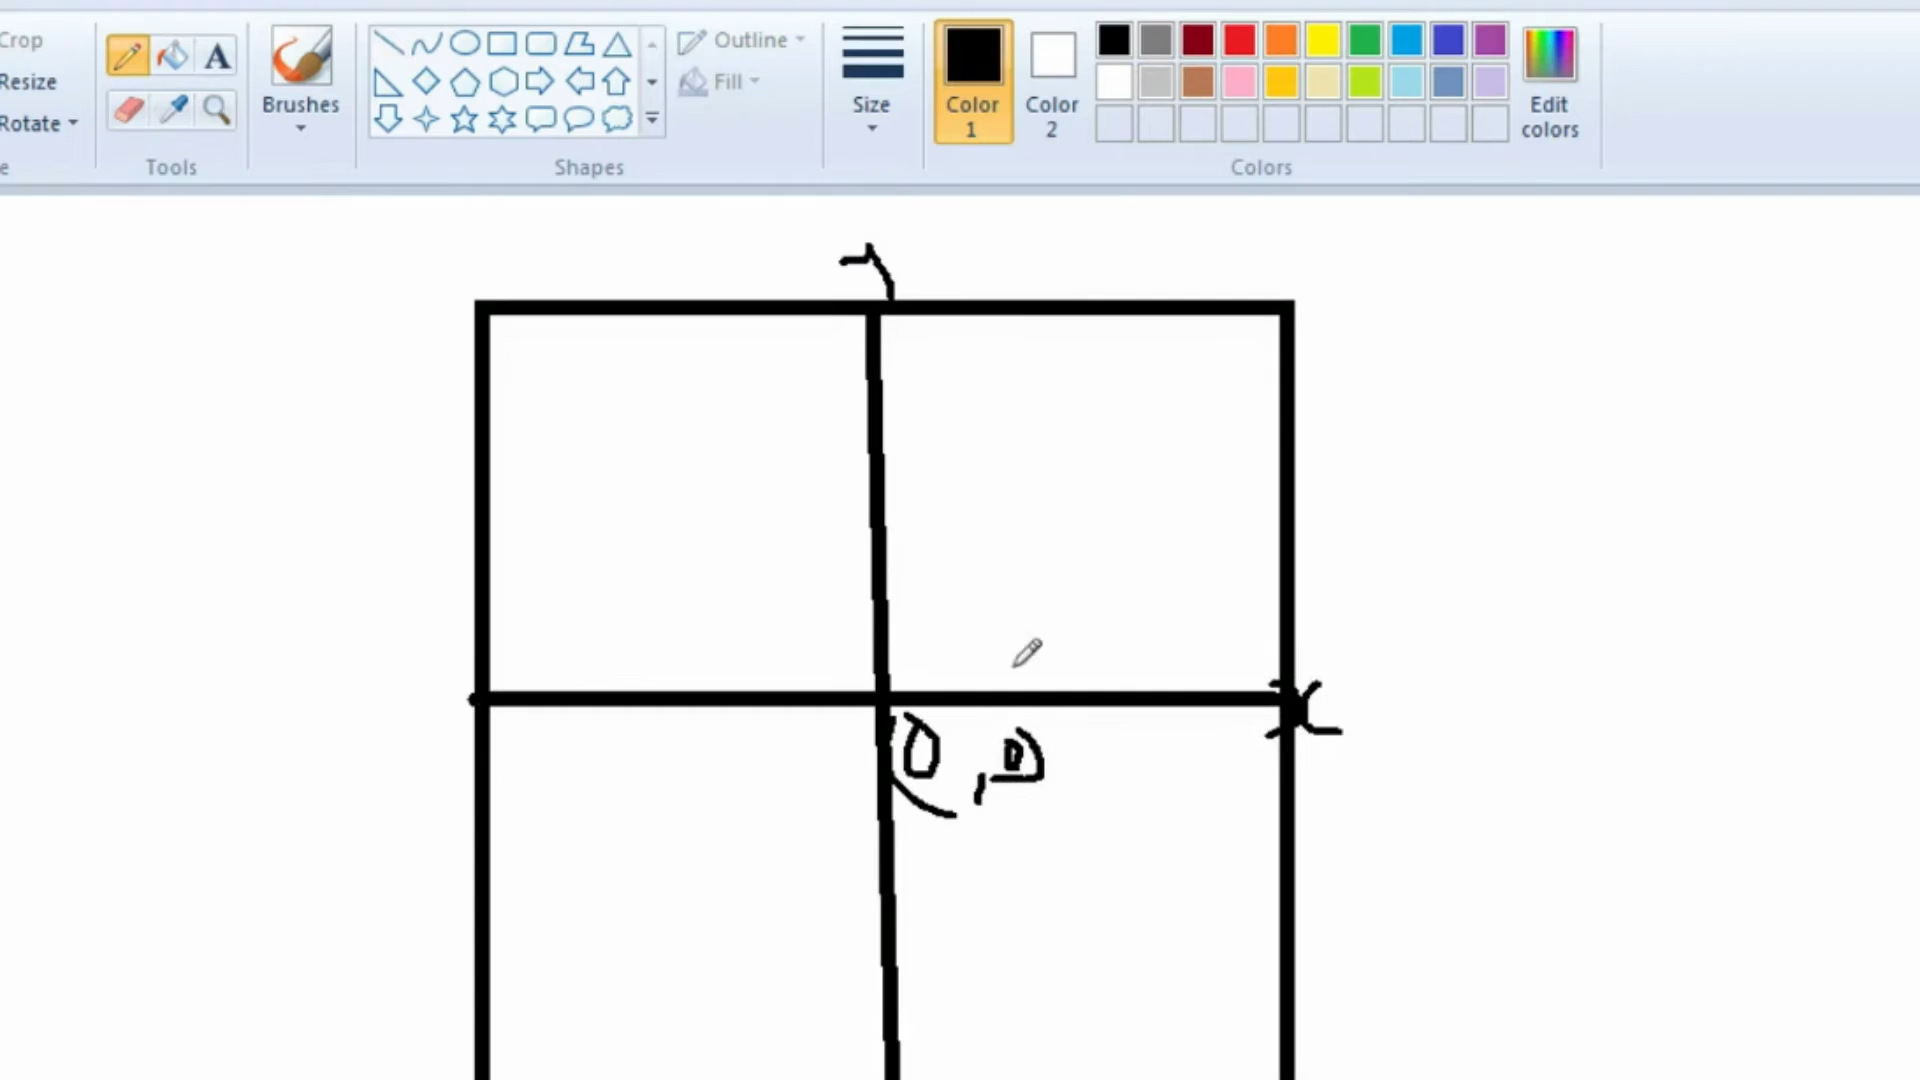 Crop
Resize
Rotate
Brushes
Outline
Fill
Size
Color 1
Color 2
Edit colors
Tools
Shapes
Colors
x
(0,0